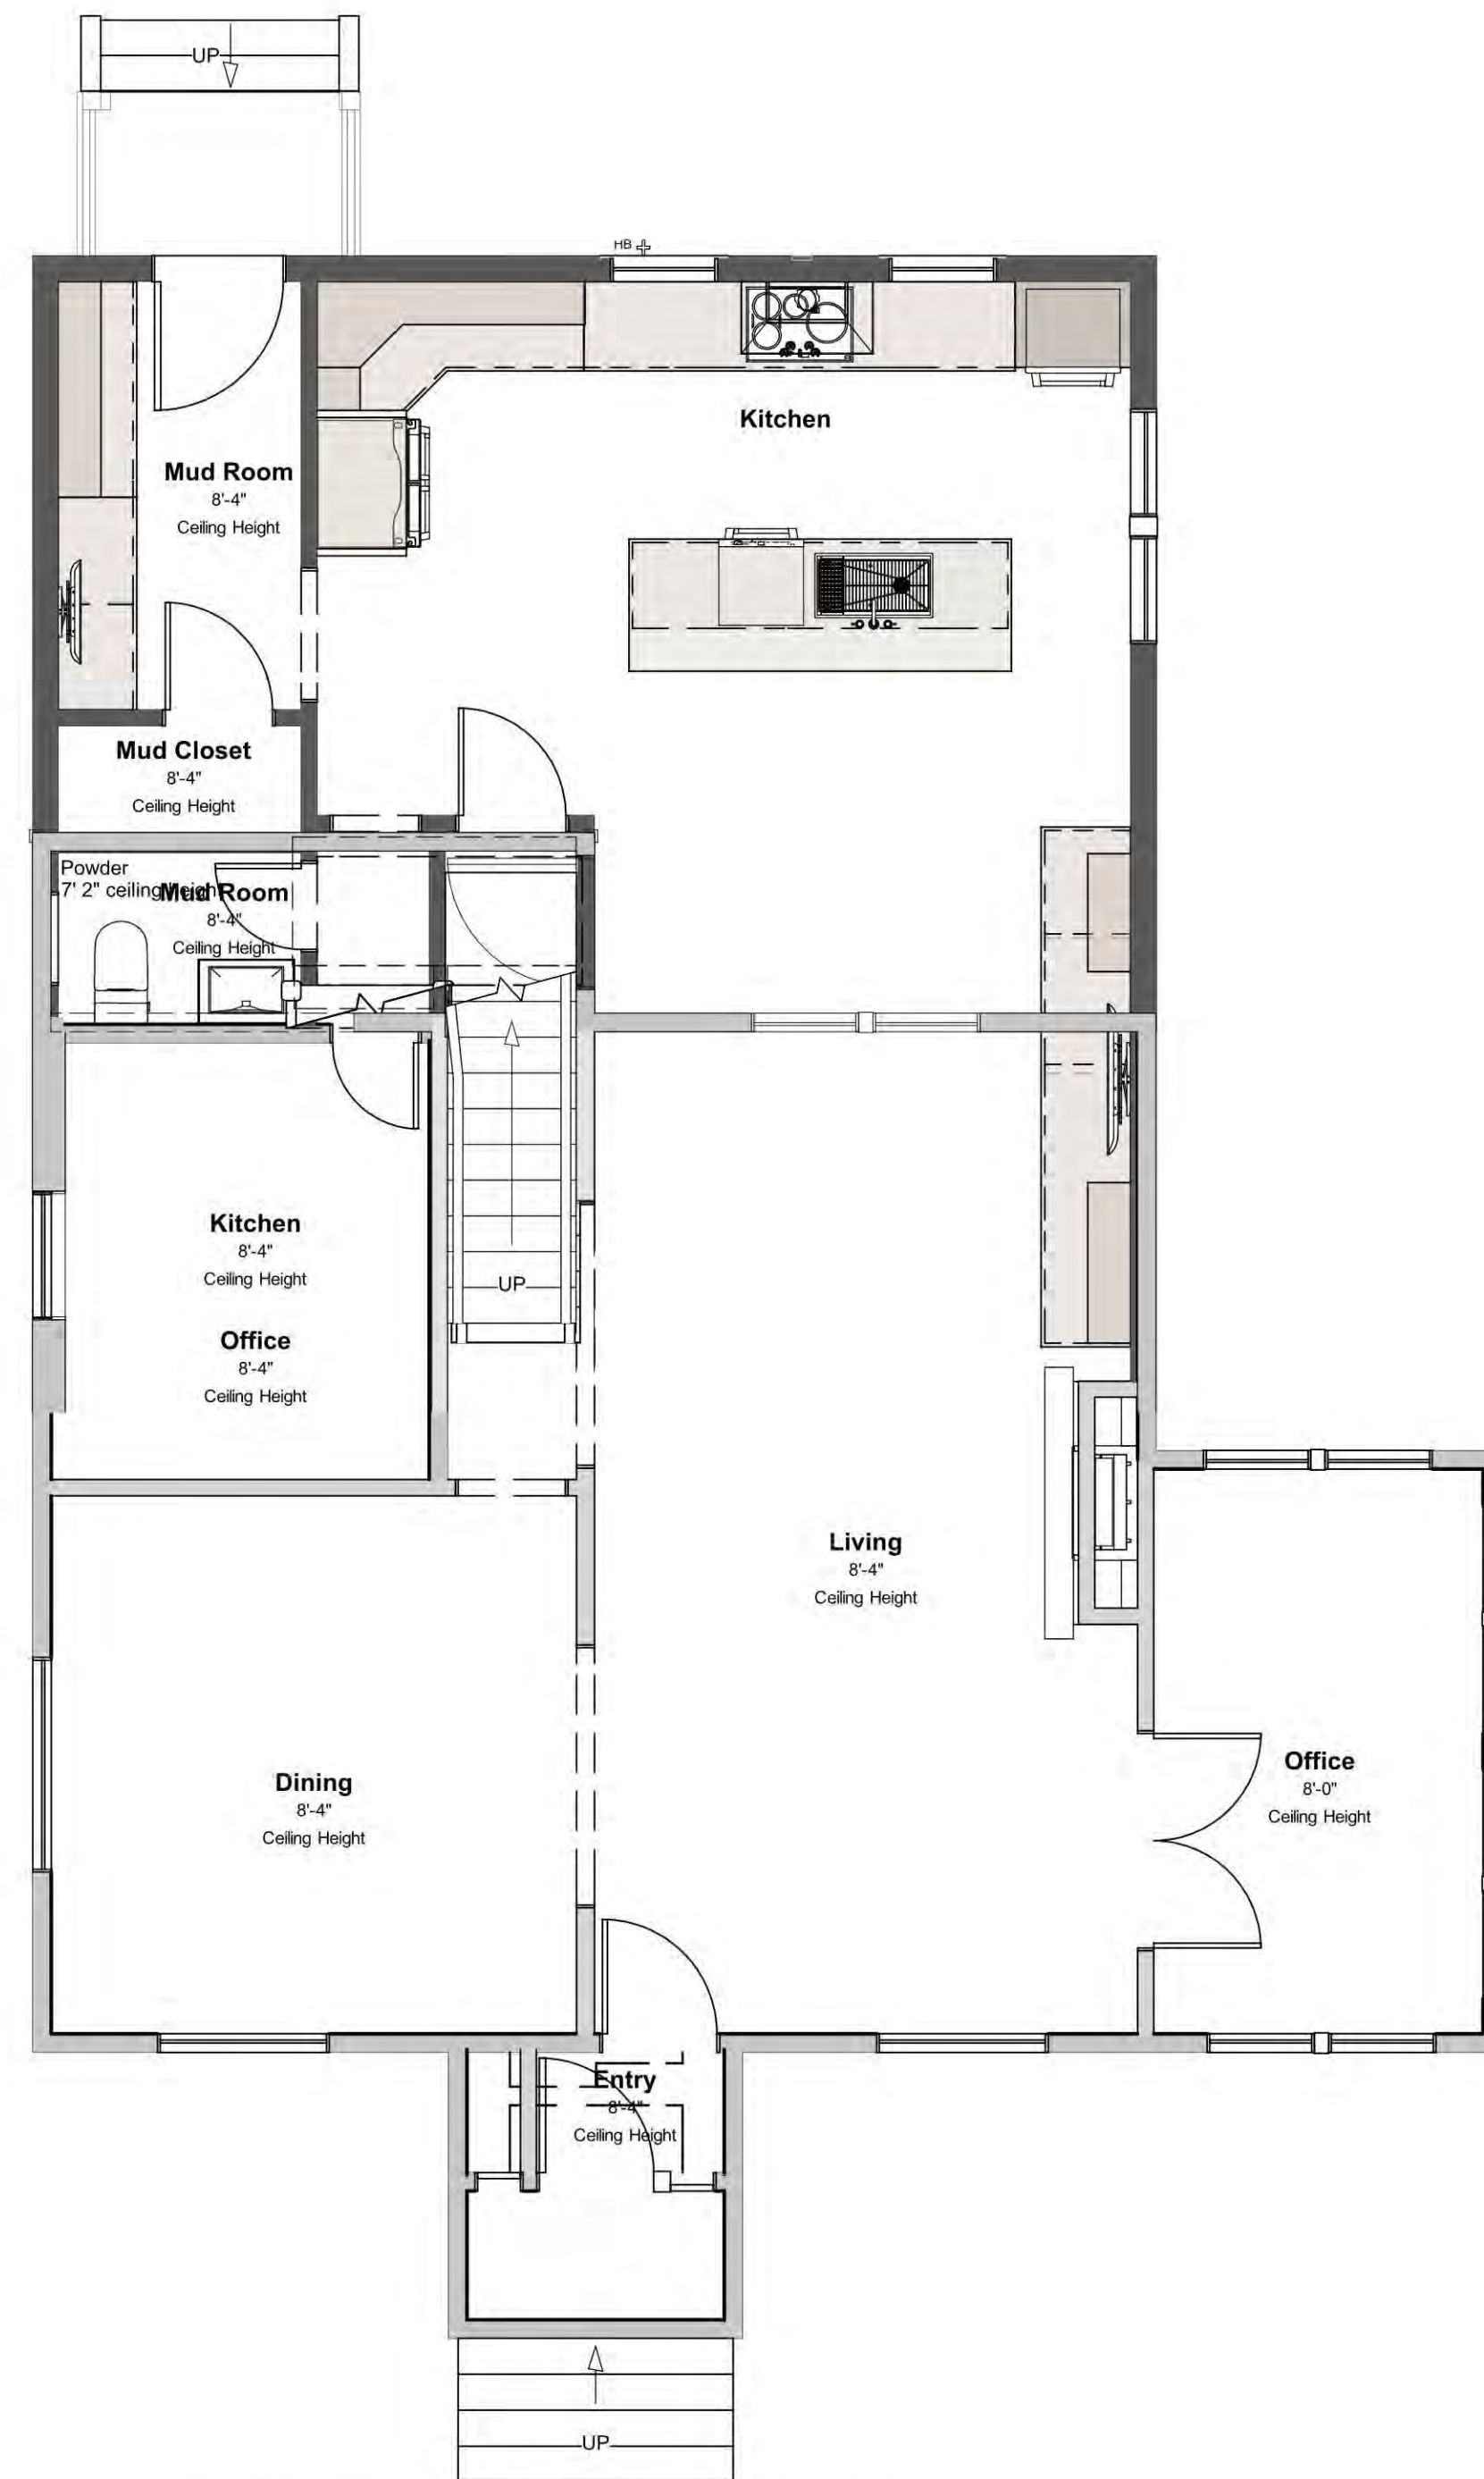 UP
HB
Kitchen
Mud Room
8'-4"
Ceiling Height
Mud Closet
8'-4"
Ceiling Height
Powder
7' 2" ceiling height
Mud Room
8'-4"
Ceiling Height
Kitchen
8'-4"
Ceiling Height
UP
Office
8'-4"
Ceiling Height
Living
8'-4"
Ceiling Height
Office
8'-0"
Ceiling Height
Dining
8'-4"
Ceiling Height
Entry
8'-4"
Ceiling Height
UP